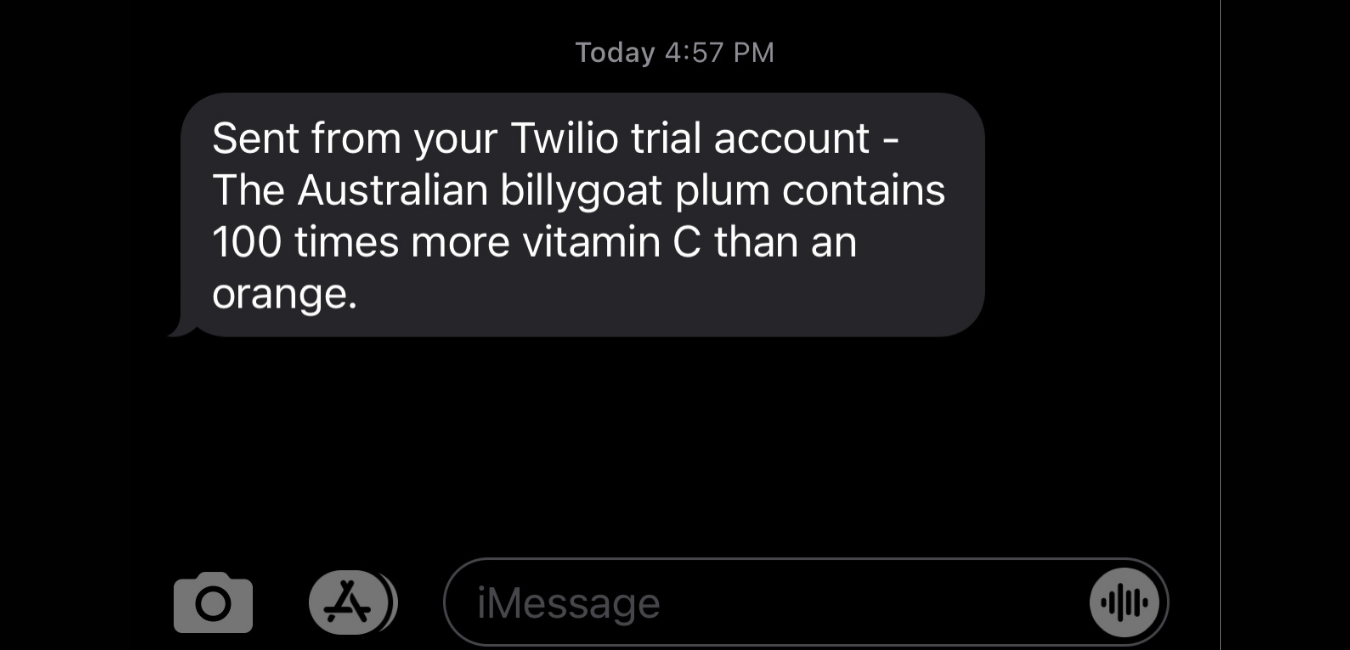 Today 4:57 PM
Sent from your Twilio trial account -
The Australian billygoat plum contains
100 times more vitamin C than an
orange.
iMessage